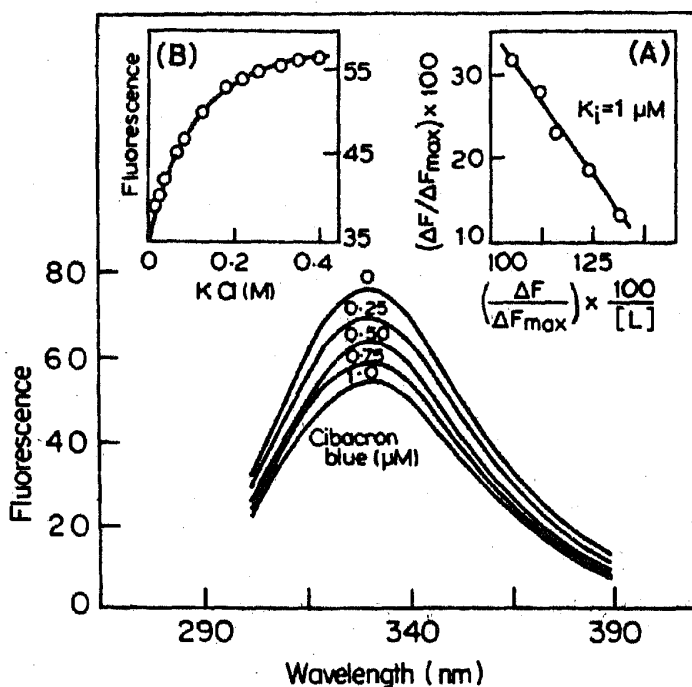 (B)
Fluorescence
55
45
35
0 0.2 0.4
KCl (M)
(A)
(ΔF/ΔFmax) × 100
30
20
10
Ki = 1 μM
100 125
(ΔF/ΔFmax) × 100/[L]
Fluorescence
80
60
40
20
0
0
0.25
0.50
0.75
1.0
Cibacron
blue (μM)
290 340 390
Wavelength (nm)